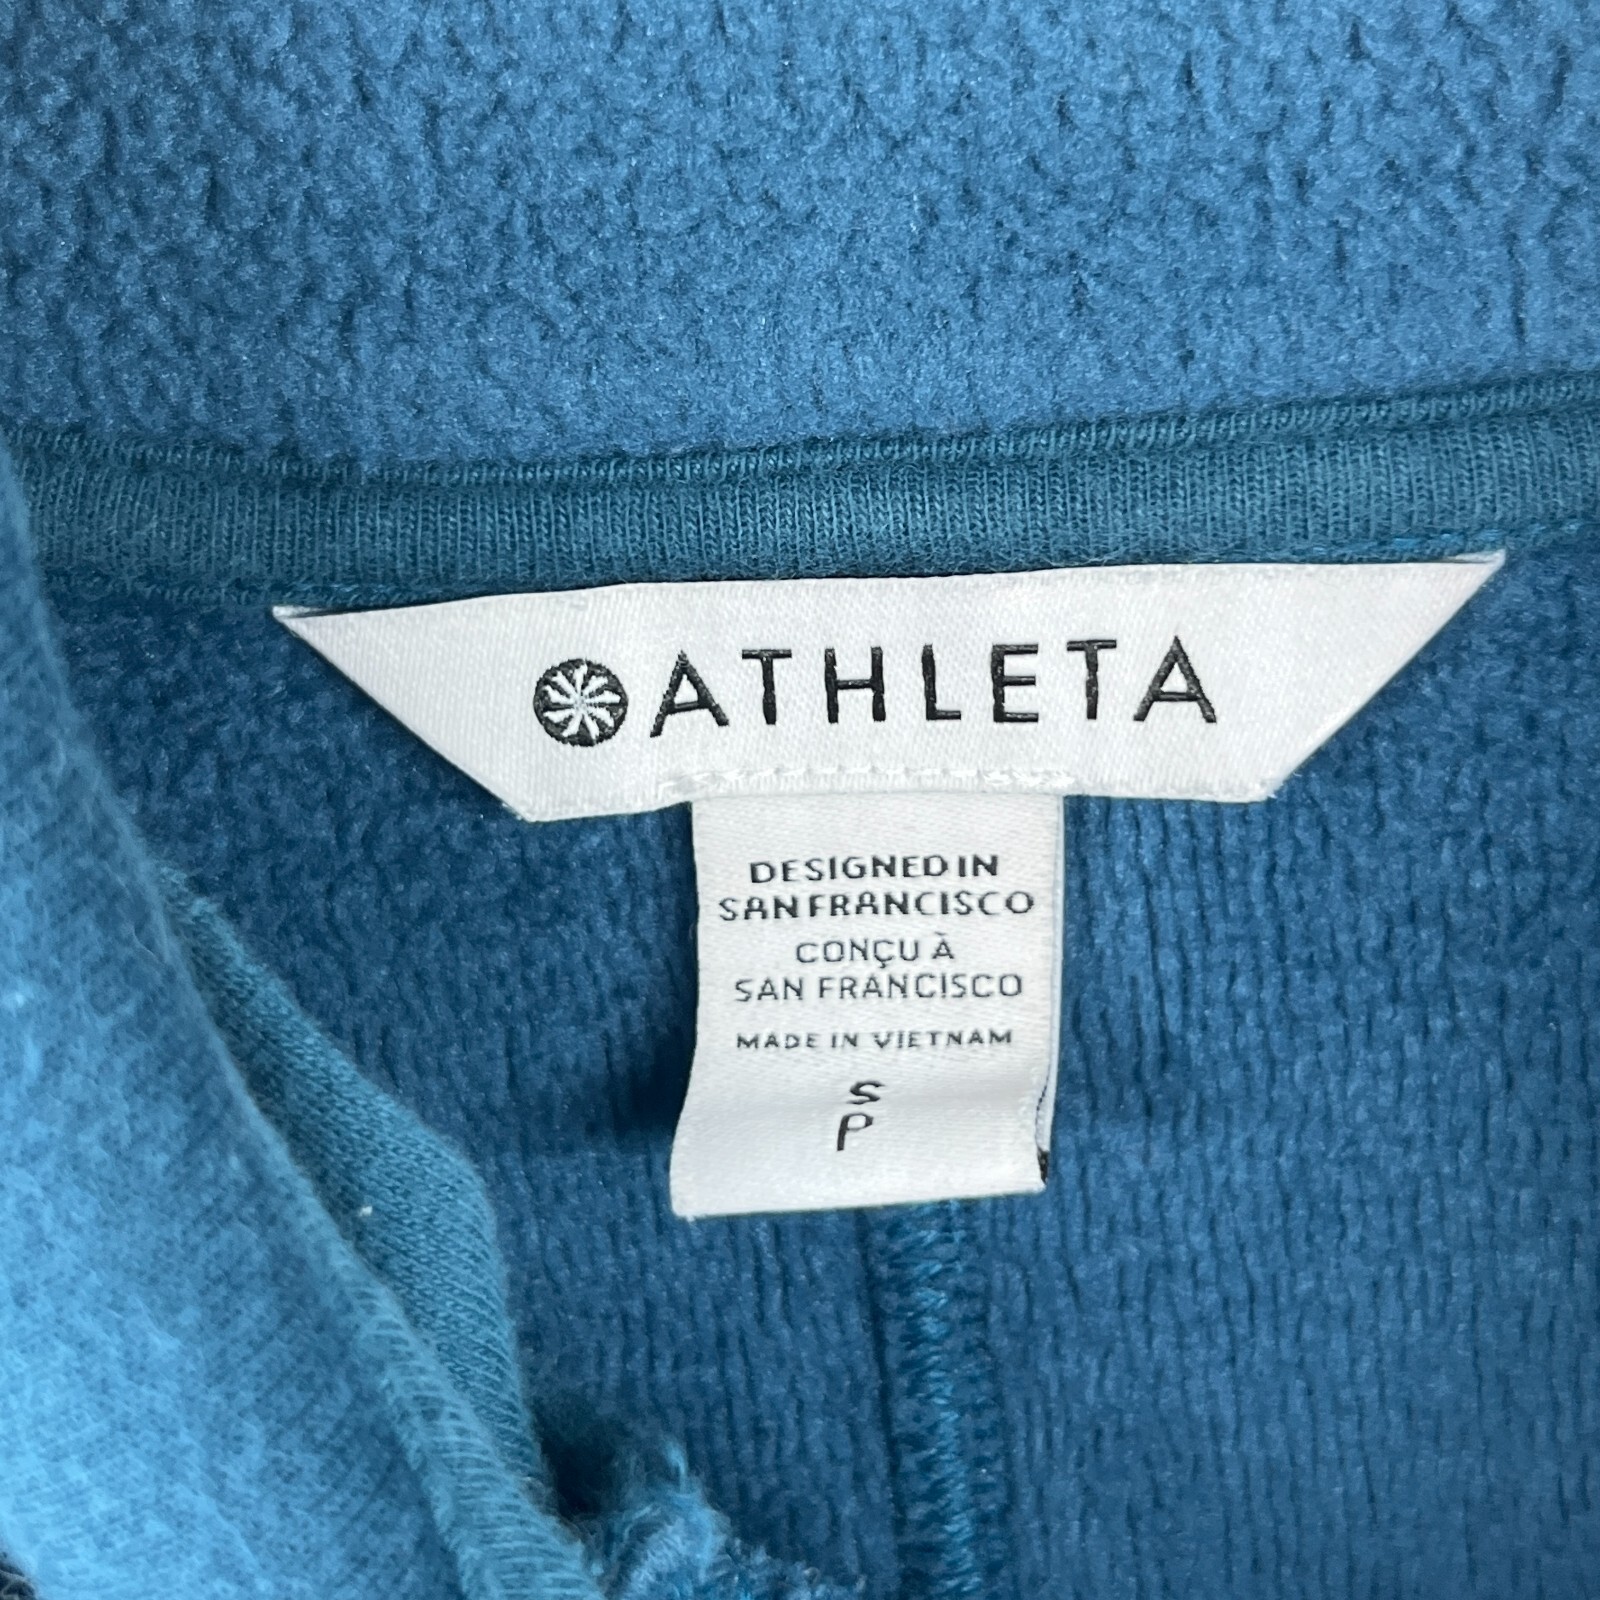 ATHLETA
DESIGNED IN
SAN FRANCISCO
CONÇU À
SAN FRANCISCO
MADE IN VIETNAM
S
P